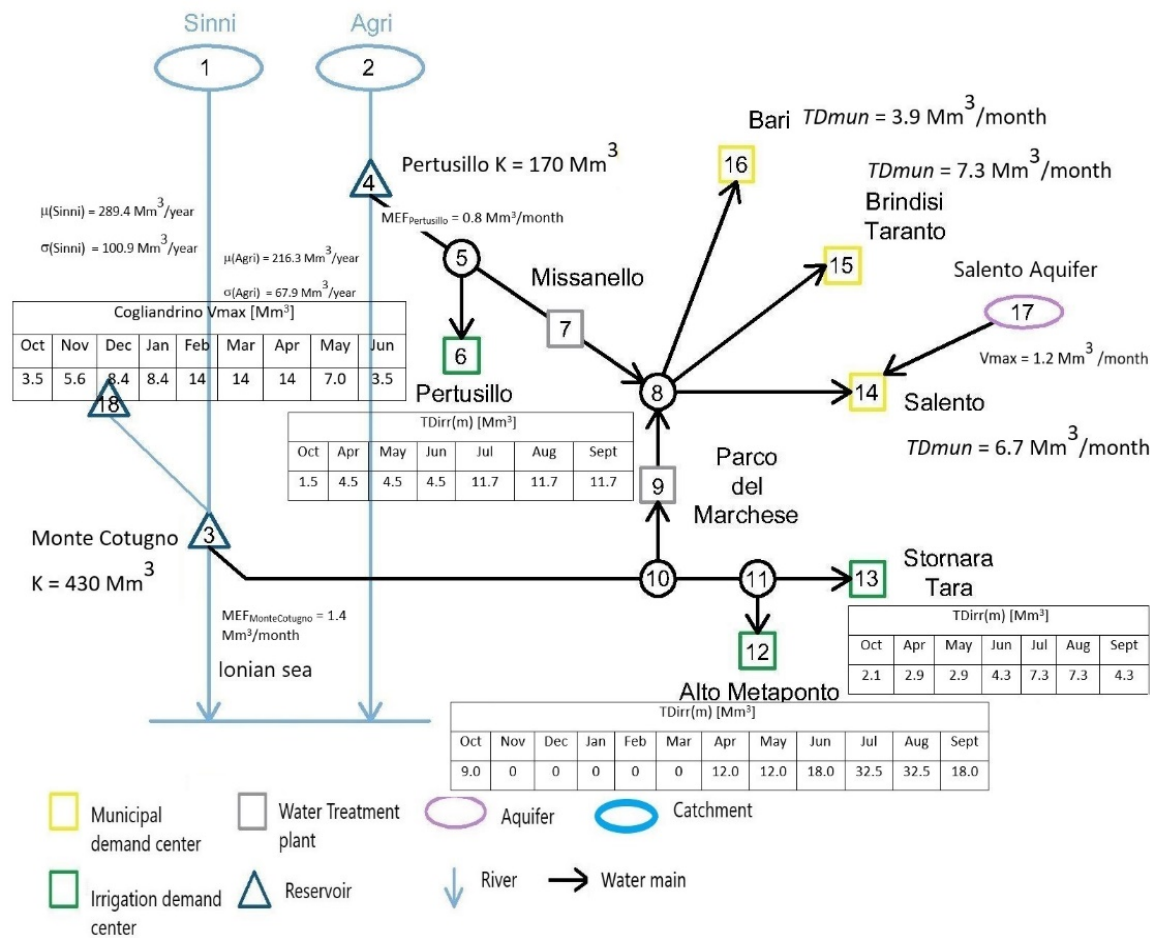 Sinni
Agri
1
2
Bari
TDmun = 3.9 Mm³/month
16
Pertusillo K = 170 Mm³
4
TDmun = 7.3 Mm³/month
μ(Sinni) = 289.4 Mm³/year
MEFPertusillo = 0.8 Mm³/month
Brindisi
Taranto
σ(Sinni) = 100.9 Mm³/year
μ(Agri) = 216.3 Mm³/year
5
Missanello
15
Salento Aquifer
σ(Agri) = 67.9 Mm³/year
17
Cogliandrino Vmax [Mm³]
Oct Nov Dec Jan Feb Mar Apr May Jun
3.5 5.6 8.4 8.4 14 14 14 7.0 3.5
18
7
6
Vmax = 1.2 Mm³ /month
Pertusillo
8
14
Salento
TDirr(m) [Mm³]
Oct Apr May Jun Jul Aug Sept
1.5 4.5 4.5 4.5 11.7 11.7 11.7
TDmun = 6.7 Mm³/month
9
Parco
del
Marchese
Monte Cotugno
3
K = 430 Mm³
10
11
13
Stornara
Tara
MEFMonteCotugno = 1.4
Mm³/month
12
TDirr(m) [Mm³]
Oct Apr May Jun Jul Aug Sept
2.1 2.9 2.9 4.3 7.3 7.3 4.3
Ionian sea
Alto Metaponto
TDirr(m) [Mm³]
Oct Nov Dec Jan Feb Mar Apr May Jun Jul Aug Sept
9.0 0 0 0 0 0 12.0 12.0 18.0 32.5 32.5 18.0
Municipal
demand center
Water Treatment
plant
Aquifer
Catchment
Irrigation demand
center
Reservoir
River
Water main